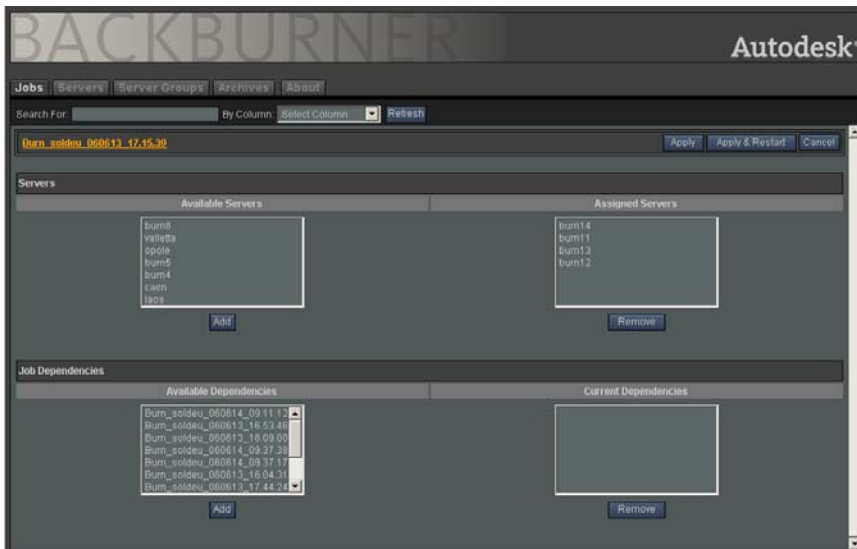 BACKBURNER
Autodesk
Jobs Servers Server Groups Archives About
Search For: By Column: Select Column Refresh
Burn_soldeu_060613_17.15.39
Apply Apply & Restart Cancel
Servers
Available Servers
Assigned Servers
burn8
valletta
opole
burn5
burn4
caen
laos
burn14
burn11
burn13
burn12
Add
Remove
Job Dependencies
Available Dependencies
Current Dependencies
Burn_soldeu_060614_09.11.12
Burn_soldeu_060613_16.53.46
Burn_soldeu_060613_16.09.00
Burn_soldeu_060614_09.37.38
Burn_soldeu_060614_09.37.17
Burn_soldeu_060613_16.04.31
Burn_soldeu_060613_17.44.24
Add
Remove